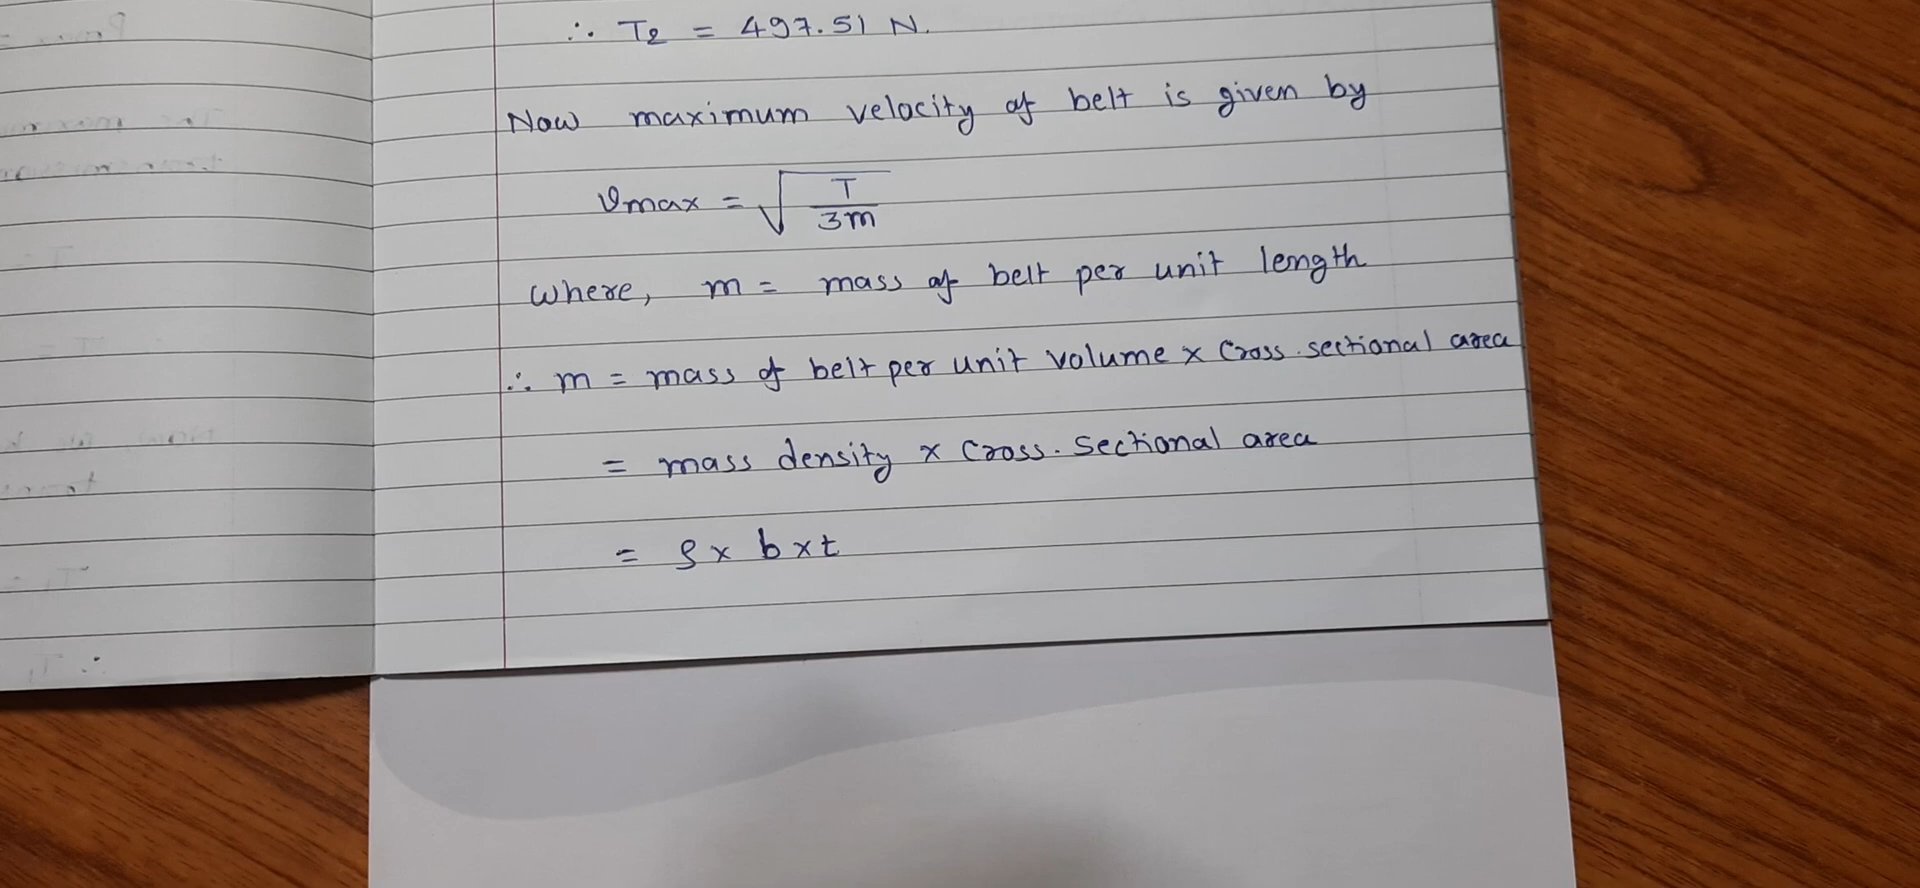 ∴ T2 = 497.51 N.
Now maximum velocity of belt is given by
vmax = √(T/3m)
where, m = mass of belt per unit length
∴ m = mass of belt per unit volume x Cross.sectional area
= mass density x Cross.sectional area
= ρ x b x t